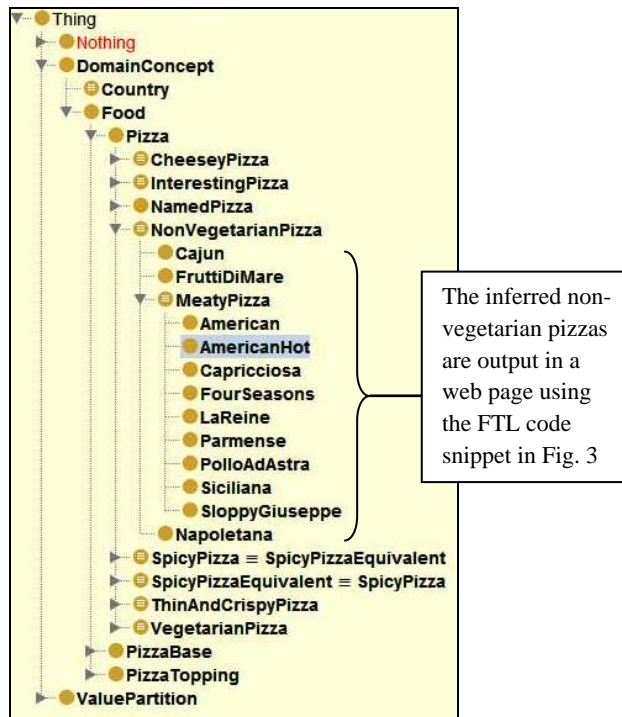 Thing
Nothing
DomainConcept
Country
Food
Pizza
CheeseyPizza
InterestingPizza
NamedPizza
NonVegetarianPizza
Cajun
FruttiDiMare
MeatyPizza
American
AmericanHot
Capricciosa
FourSeasons
LaReine
Parmense
PolloAdAstra
Siciliana
SloppyGiuseppe
Napoletana
SpicyPizza ≡ SpicyPizzaEquivalent
SpicyPizzaEquivalent ≡ SpicyPizza
ThinAndCrispyPizza
VegetarianPizza
PizzaBase
PizzaTopping
ValuePartition
The inferred non-
vegetarian pizzas
are output in a
web page using
the FTL code
snippet in Fig. 3